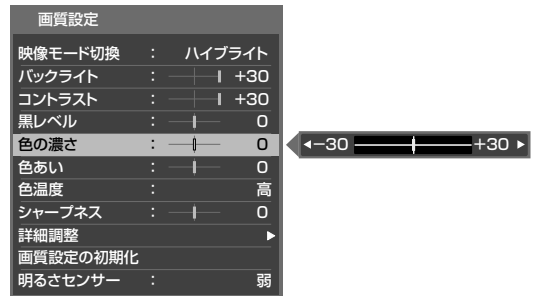 画質設定
映像モード切換 : ハイブライト
バックライト : +30
コントラスト : +30
黒レベル : 0
色の濃さ : 0 ◂−30 +30 ▸
色あい : 0
色温度 : 高
シャープネス : 0
詳細調整 ▶
画質設定の初期化
明るさセンサー : 弱